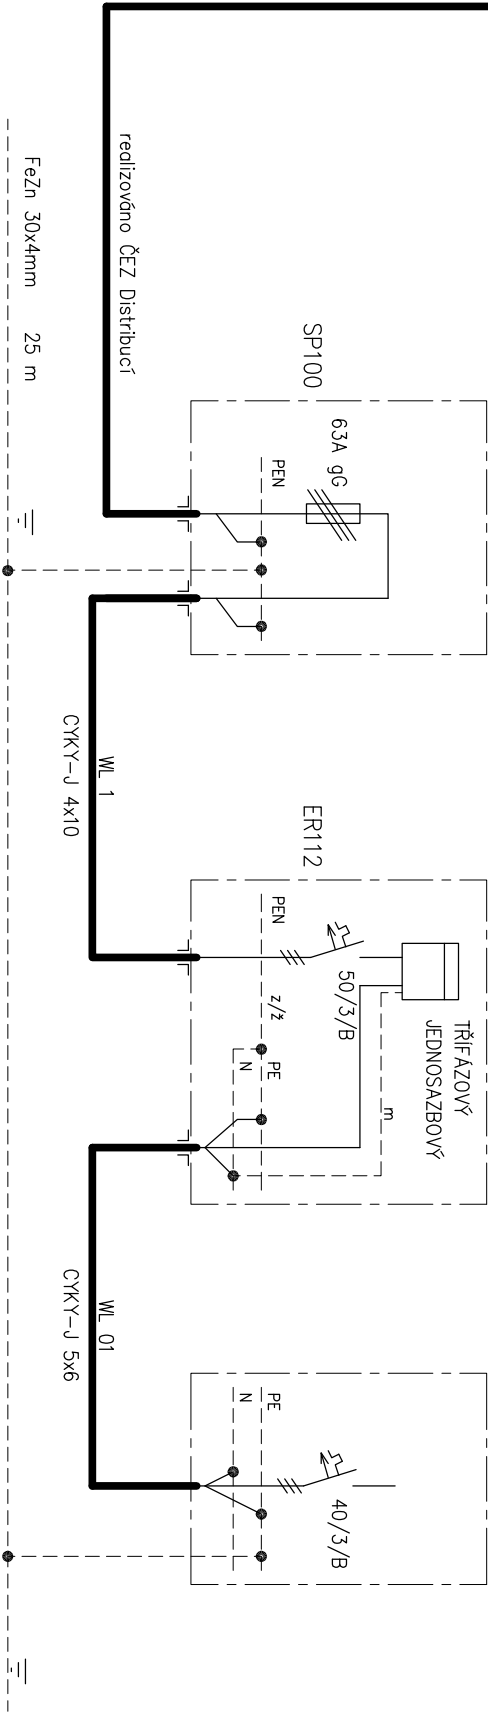 realizováno ČEZ Distribucí
FeZn 30x4mm 25 m
SP100
63A gG
PEN
WL 1
CYKY-J 4x10
ER112
PEN
z/ž
50/3/B
TŘÍFÁZOVÝ
JEDNOSAZBOVÝ
m
PE
N
WL 01
CYKY-J 5x6
PE
N
40/3/B